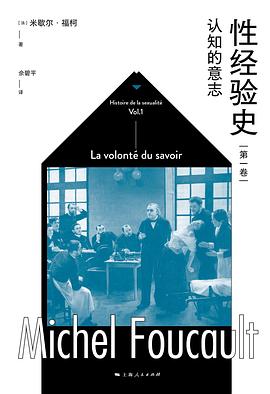 [法] 米歇尔·福柯
著
余碧平
译
性经验史
第一卷
认知的意志
Histoire de la sexualité
Vol.1
La volonté du savoir
Michel Foucault
上海人民出版社